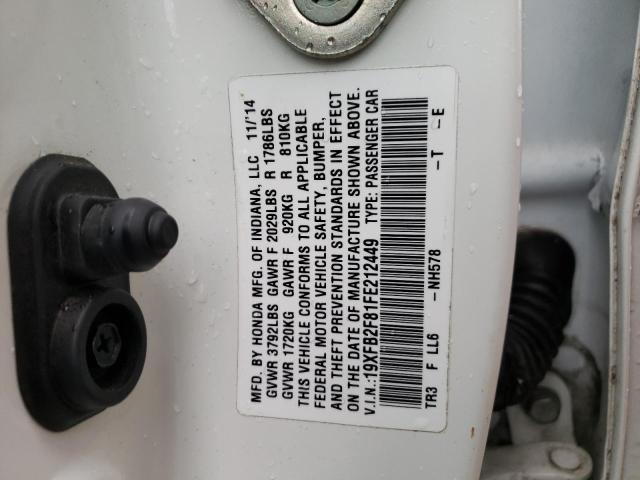 MFD. BY HONDA MFG. OF INDIANA, LLC 11/'14
GVWR 3792LBS GAWR F 2029LBS R 1786LBS
GVWR 1720KG GAWR F 920KG R 810KG
THIS VEHICLE CONFORMS TO ALL APPLICABLE
FEDERAL MOTOR VEHICLE SAFETY, BUMPER,
AND THEFT PREVENTION STANDARDS IN EFFECT
ON THE DATE OF MANUFACTURE SHOWN ABOVE.
V.I.N.:19XFB2F81FE212449 TYPE: PASSENGER CAR
TR3 F LL6 -NH578 -T -E